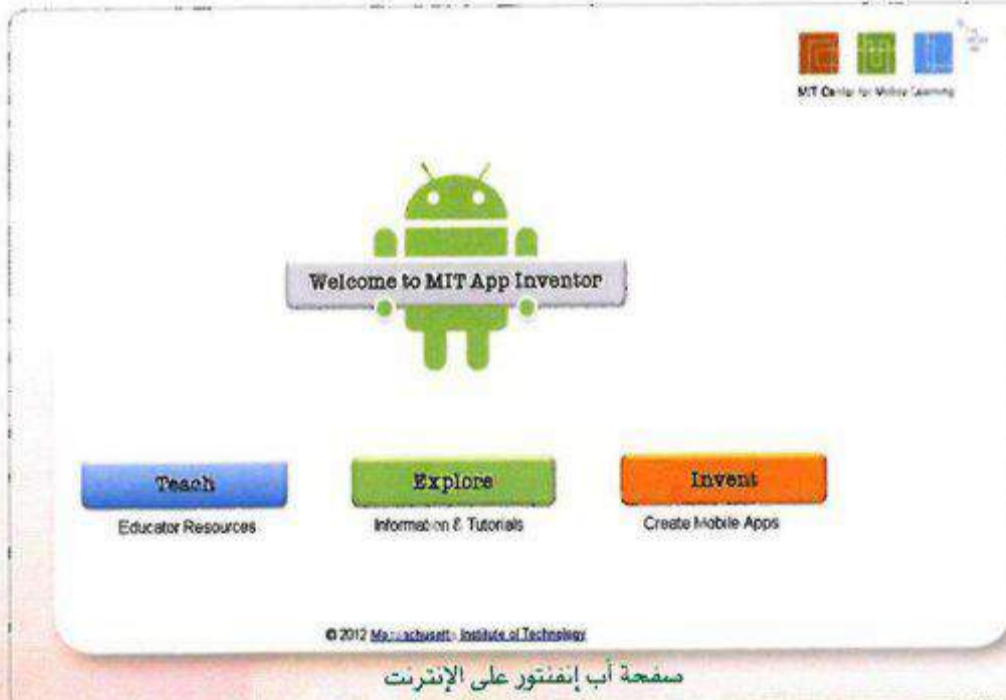 MIT Center for Mobile Learning
Welcome to MIT App Inventor
Teach
Explore
Invent
Educator Resources
Information & Tutorials
Create Mobile Apps
© 2012 Massachusetts Institute of Technology
صفحة أب إنفنتور على الإنترنت